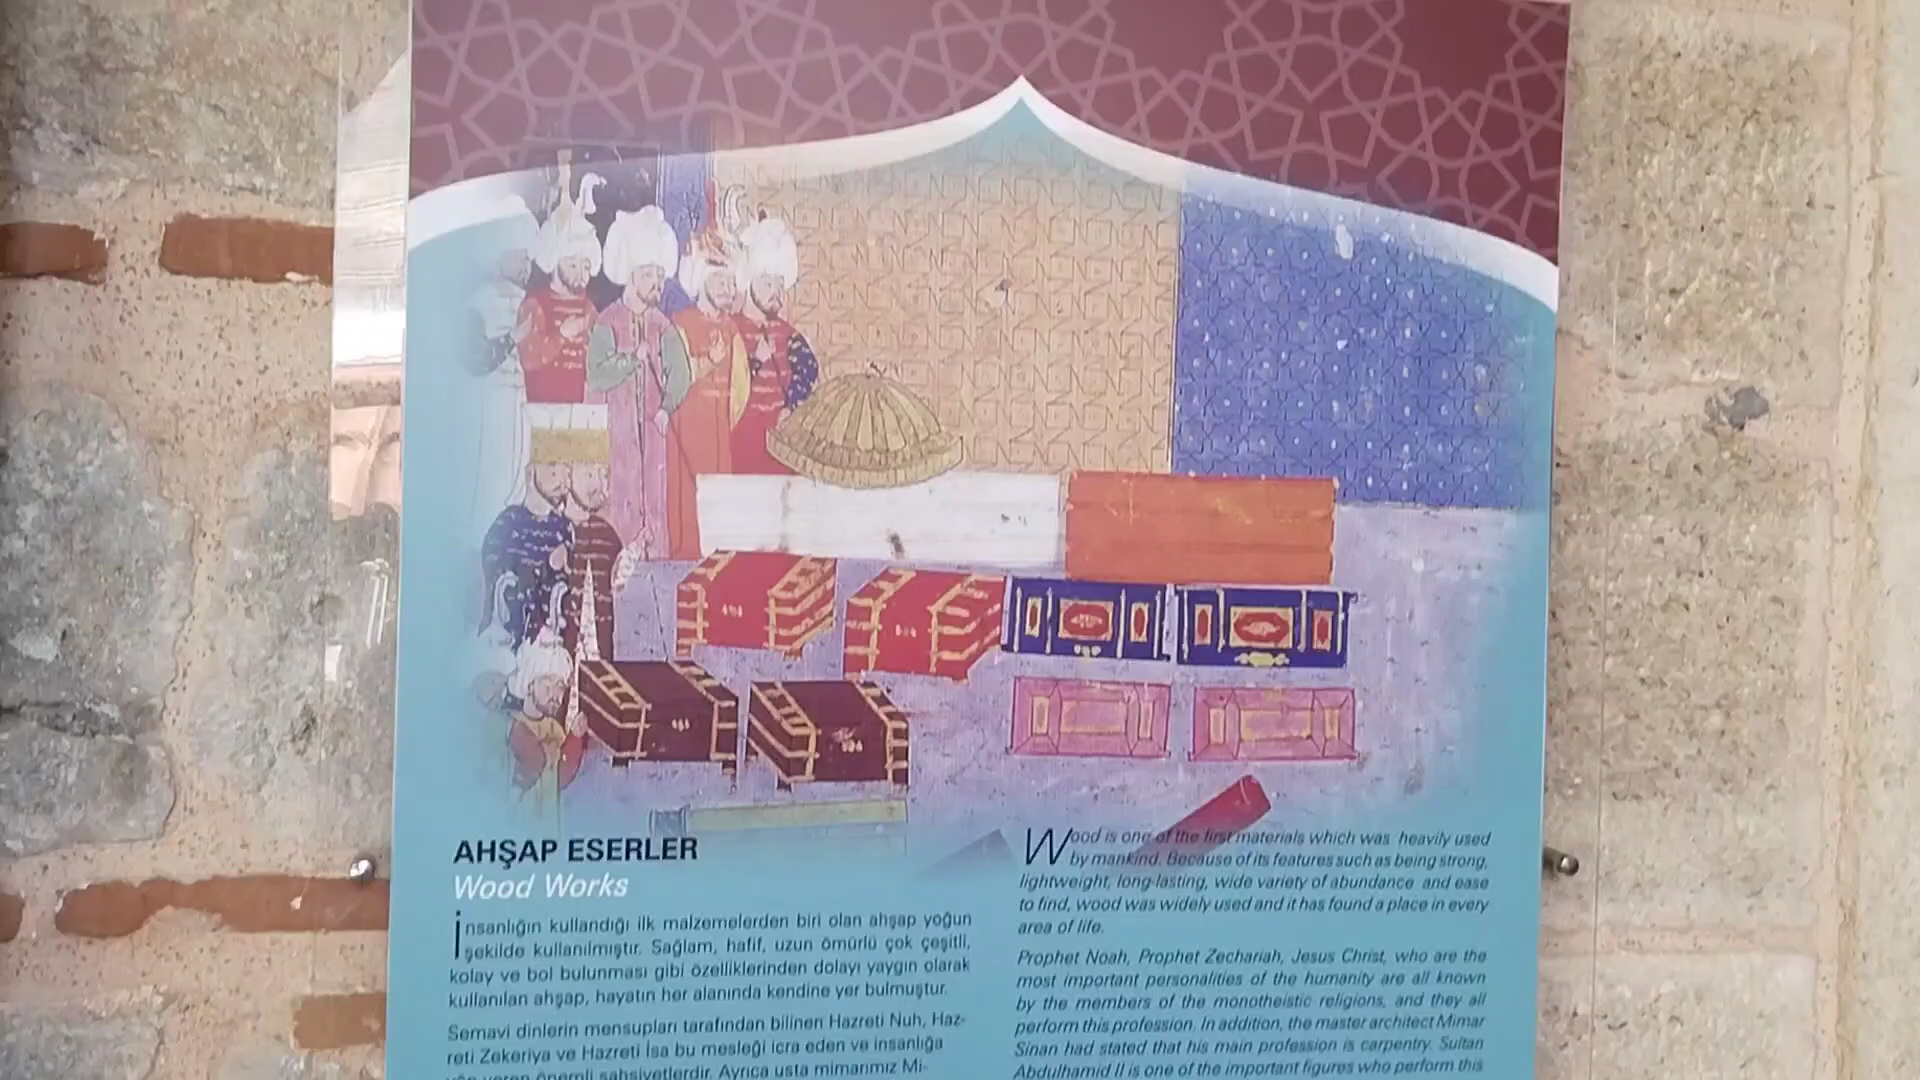 AHŞAP ESERLER
Wood Works
İnsanlığın kullandığı ilk malzemelerden biri olan ahşap yoğun
şekilde kullanılmıştır. Sağlam, hafif, uzun ömürlü çok çeşitli,
kolay ve bol bulunması gibi özelliklerinden dolayı yaygın olarak
kullanılan ahşap, hayatın her alanında kendine yer bulmuştur.
Semavi dinlerin mensupları tarafından bilinen Hazreti Nuh, Haz-
reti Zekeriya ve Hazreti İsa bu mesleği icra eden ve insanlığa
yön veren önemli şahsiyetlerdir. Ayrıca usta mimarımız Mi-
Wood is one of the first materials which was heavily used
by mankind. Because of its features such as being strong,
lightweight, long-lasting, wide variety of abundance and ease
to find, wood was widely used and it has found a place in every
area of life.
Prophet Noah, Prophet Zechariah, Jesus Christ, who are the
most important personalities of the humanity are all known
by the members of the monotheistic religions, and they all
perform this profession. In addition, the master architect Mimar
Sinan had stated that his main profession is carpentry. Sultan
Abdulhamid II is one of the important figures who perform this